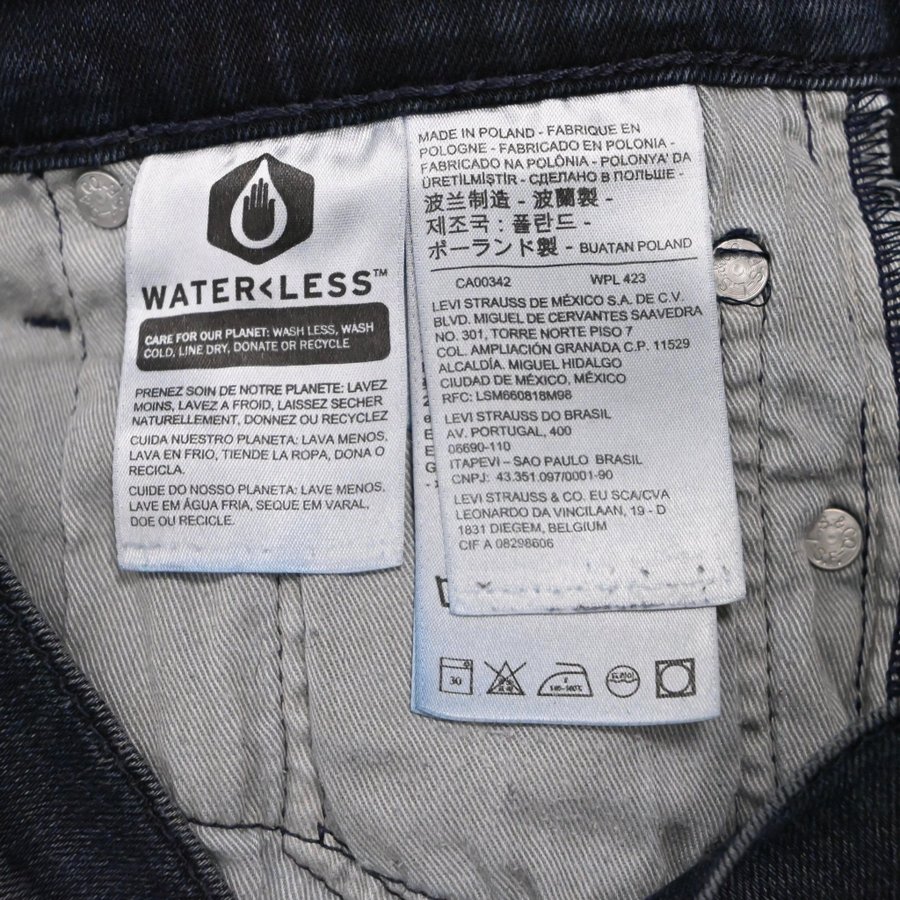 WATER<LESS™
CARE FOR OUR PLANET: WASH LESS, WASH
COLD, LINE DRY, DONATE OR RECYCLE
PRENEZ SOIN DE NOTRE PLANETE: LAVEZ
MOINS, LAVEZ A FROID, LAISSEZ SECHER
NATURELLEMENT, DONNEZ OU RECYCLEZ
CUIDA NUESTRO PLANETA: LAVA MENOS,
LAVA EN FRIO, TIENDE LA ROPA, DONA O
RECICLA.
CUIDE DO NOSSO PLANETA: LAVE MENOS,
LAVE EM ÁGUA FRIA, SEQUE EM VARAL,
DOE OU RECICLE.
MADE IN POLAND - FABRIQUE EN
POLOGNE - FABRICADO EN POLONIA -
FABRICADO NA POLÔNIA - POLONYA' DA
ÜRETİLMİŞTİR - СДЕЛАНО В ПОЛЬШЕ -
波兰制造 - 波蘭製 -
제조국 : 폴란드 -
ポーランド製 - BUATAN POLAND
CA00342 WPL 423
LEVI STRAUSS DE MÉXICO S.A. DE C.V.
BLVD. MIGUEL DE CERVANTES SAAVEDRA
NO. 301, TORRE NORTE PISO 7
COL. AMPLIACIÓN GRANADA C.P. 11529
ALCALDÍA. MIGUEL HIDALGO
CIUDAD DE MÉXICO, MÉXICO
RFC: LSM660818M98
LEVI STRAUSS DO BRASIL
AV. PORTUGAL, 400
06690-110
ITAPEVI – SAO PAULO BRASIL
CNPJ: 43.351.097/0001-90
LEVI STRAUSS & CO. EU SCA/CVA
LEONARDO DA VINCILAAN, 19 - D
1831 DIEGEM, BELGIUM
CIF A 08298606
30